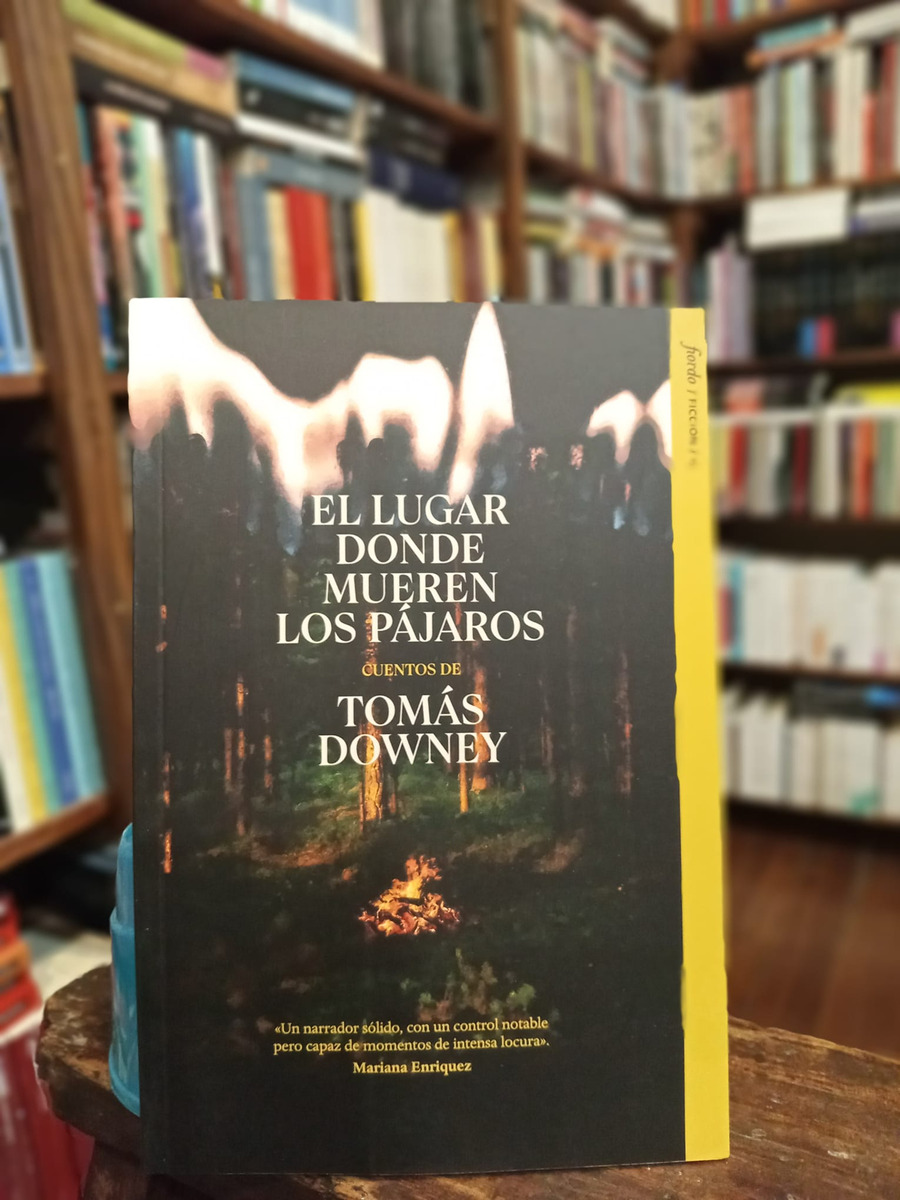 EL LUGAR
DONDE
MUEREN
LOS PÁJAROS
CUENTOS DE
TOMÁS
DOWNEY
«Un narrador sólido, con un control notable
pero capaz de momentos de intensa locura».
Mariana Enriquez
fiordo / FICCIÓN /